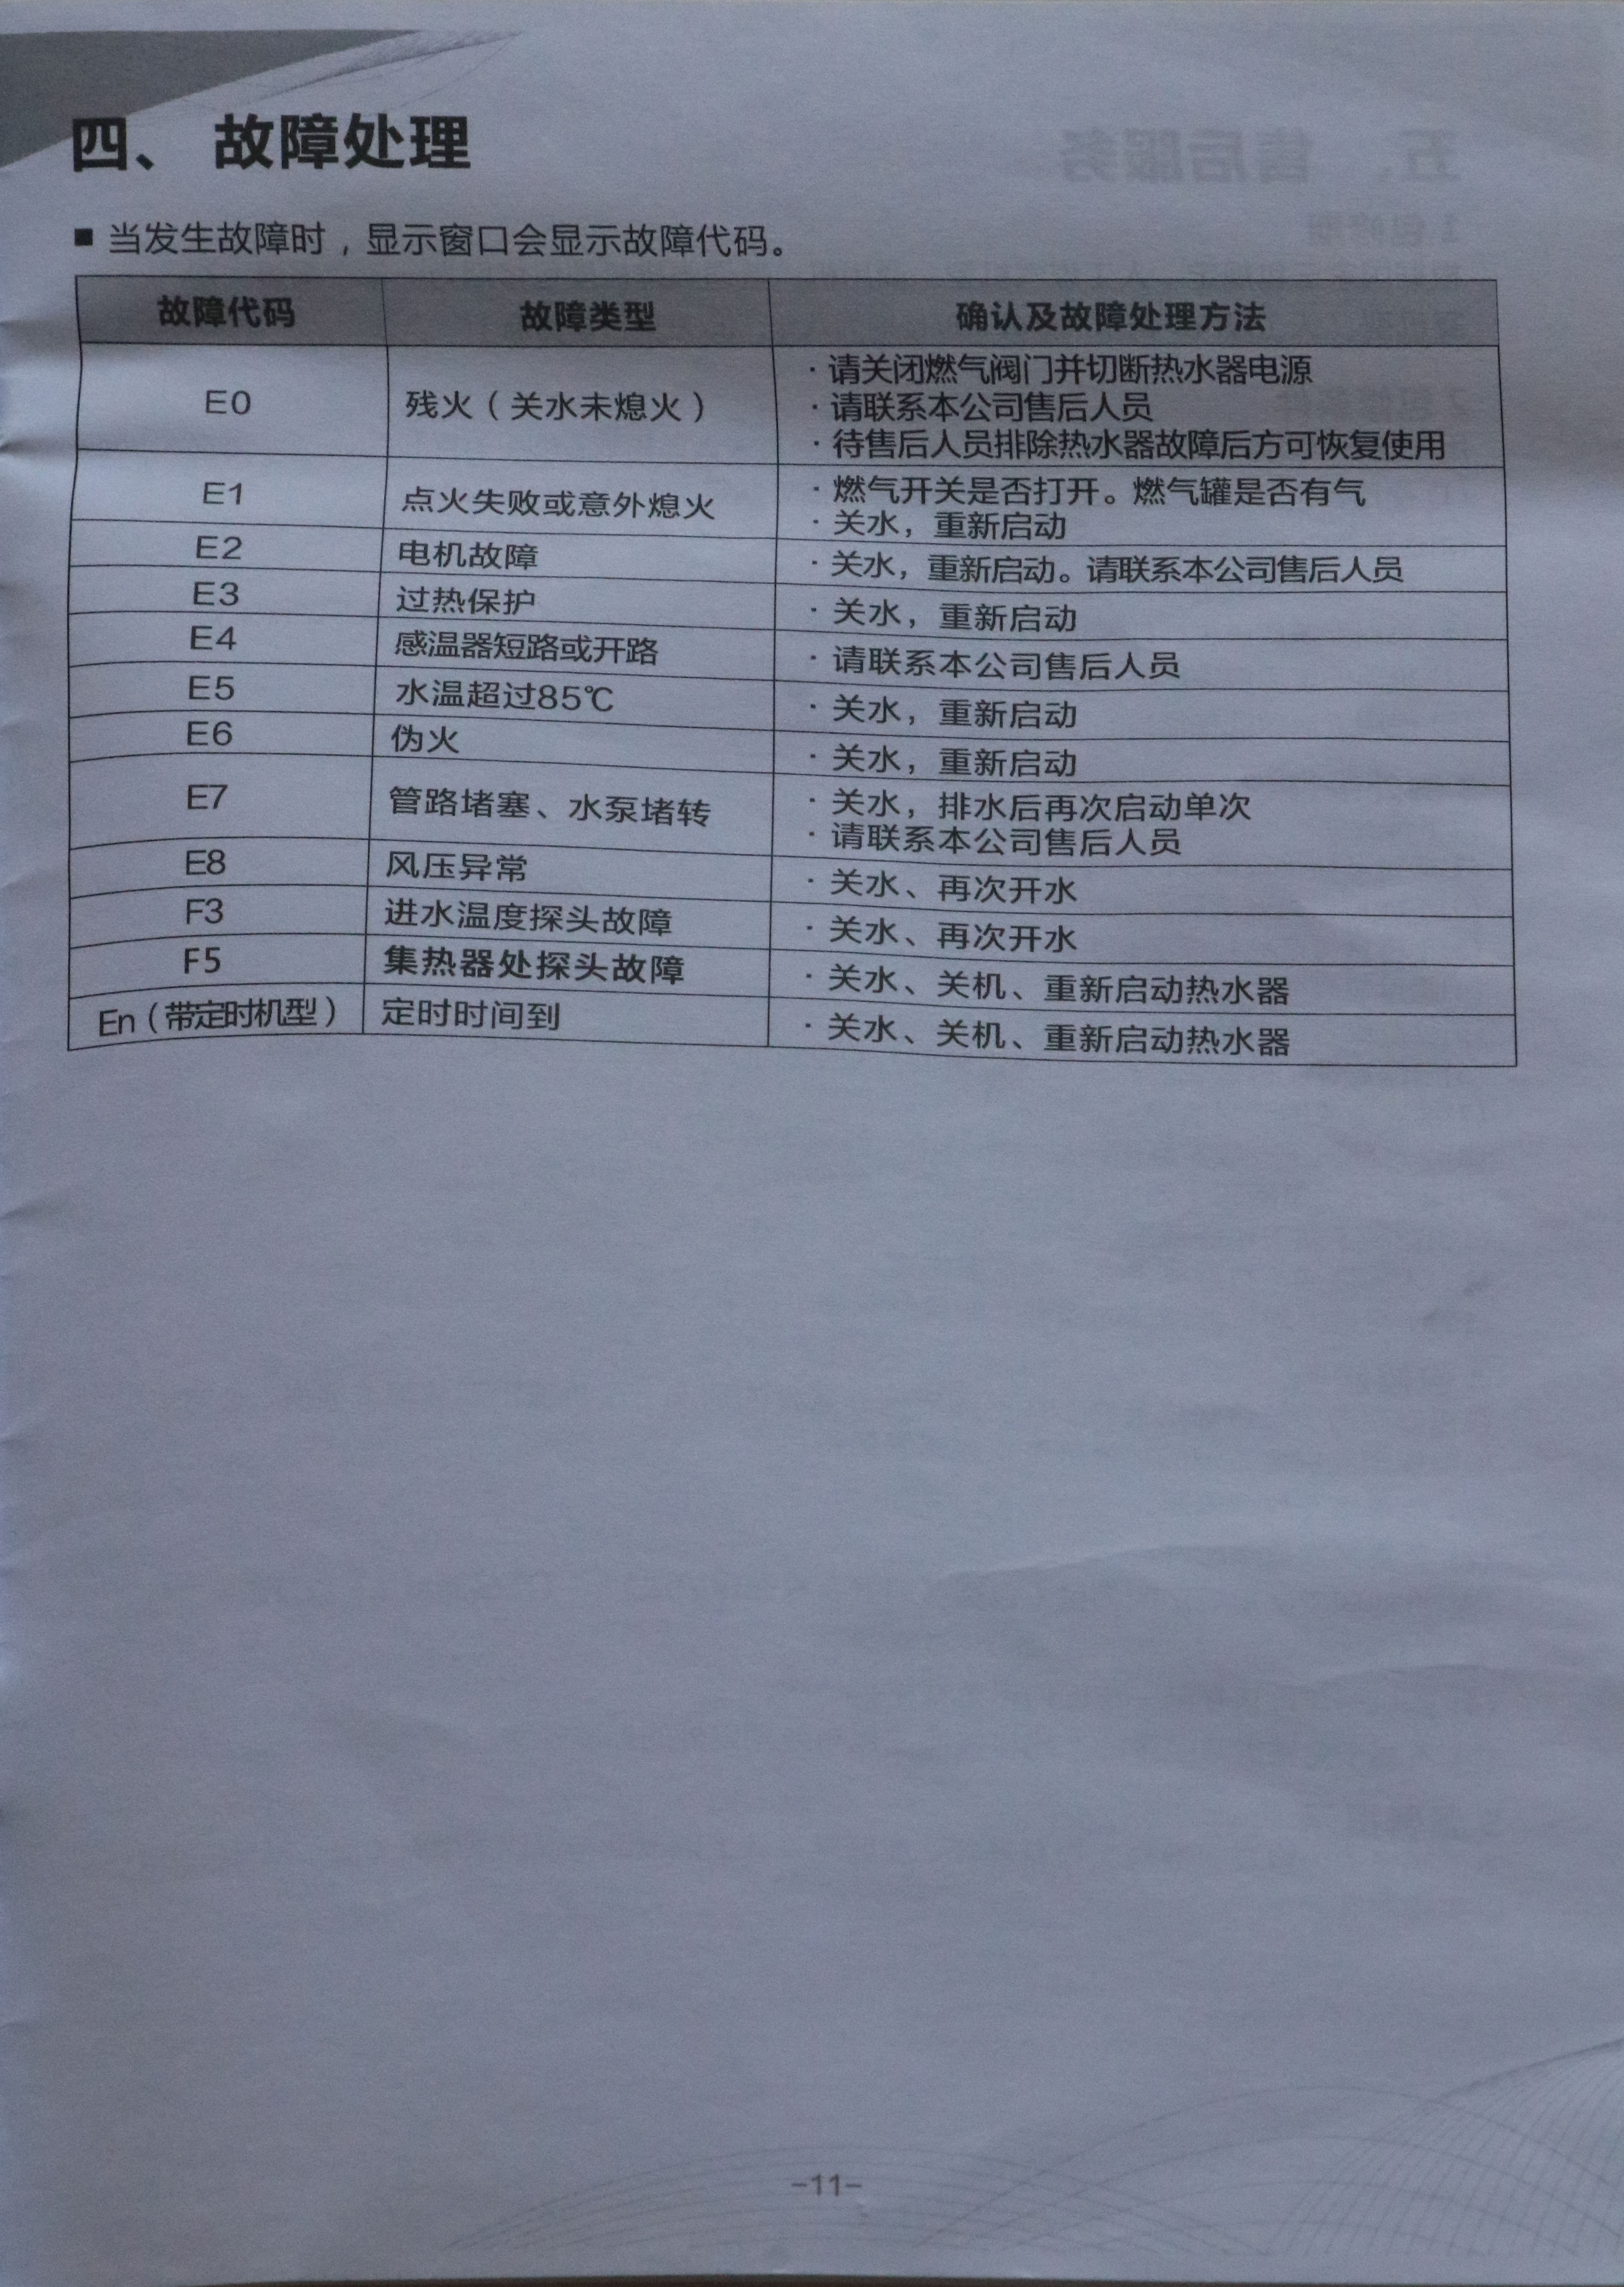 四、 故障处理
■ 当发生故障时，显示窗口会显示故障代码。
故障代码 故障类型 确认及故障处理方法
E0 残火（关水未熄火）
· 请关闭燃气阀门并切断热水器电源
· 请联系本公司售后人员
· 待售后人员排除热水器故障后方可恢复使用
E1 点火失败或意外熄火
· 燃气开关是否打开。燃气罐是否有气
· 关水，重新启动
E2 电机故障 · 关水，重新启动。请联系本公司售后人员
E3 过热保护 · 关水，重新启动
E4 感温器短路或开路 · 请联系本公司售后人员
E5 水温超过85℃ · 关水，重新启动
E6 伪火 · 关水，重新启动
E7 管路堵塞、水泵堵转
· 关水，排水后再次启动单次
· 请联系本公司售后人员
E8 风压异常 · 关水、再次开水
F3 进水温度探头故障 · 关水、再次开水
F5 集热器处探头故障 · 关水、关机、重新启动热水器
En（带定时机型） 定时时间到 · 关水、关机、重新启动热水器
-11-